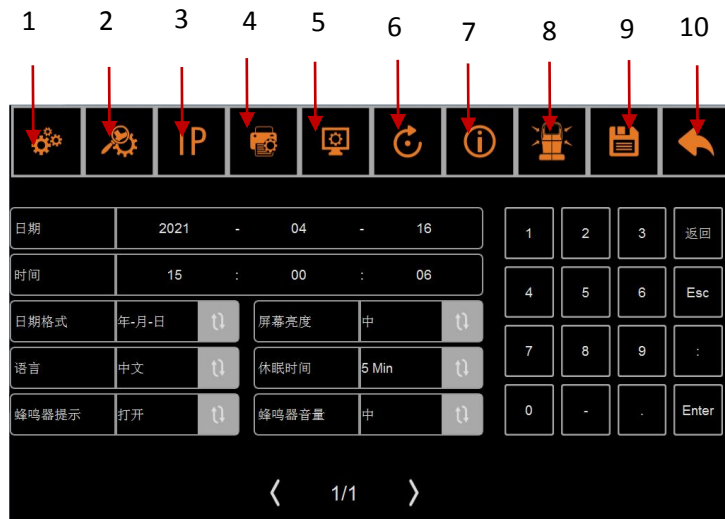 1 2 3 4 5 6 7 8 9 10
IP
日期 2021 - 04 - 16
时间 15 : 00 : 06
日期格式 年-月-日 屏幕亮度 中
语言 中文 休眠时间 5 Min
蜂鸣器提示 打开 蜂鸣器音量 中
1 2 3 返回
4 5 6 Esc
7 8 9 :
0 - . Enter
1/1